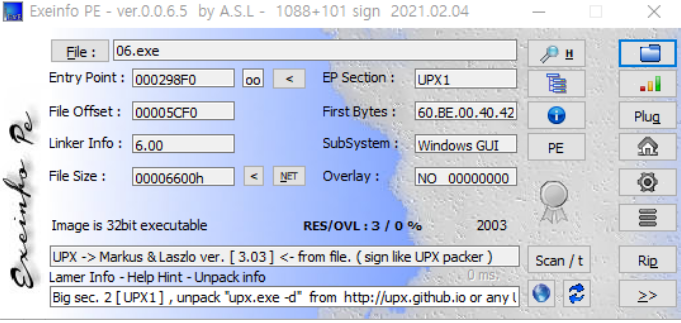 Exeinfo PE - ver.0.0.6.5 by A.S.L - 1088+101 sign 2021.02.04
File : 06.exe H
Entry Point : 000298F0 oo < EP Section : UPX1
File Offset : 00005CF0 First Bytes : 60.BE.00.40.42 Plug
Linker Info : 6.00 SubSystem : Windows GUI PE
File Size : 00006600h < NET Overlay : NO 00000000
Image is 32bit executable RES/OVL : 3 / 0 % 2003
UPX -> Markus & Laszlo ver. [ 3.03 ] <- from file. ( sign like UPX packer ) Scan / t Rip
Lamer Info - Help Hint - Unpack info 0 ms.
Big sec. 2 [ UPX1 ] , unpack "upx.exe -d" from http://upx.github.io or any >>
Exeinfo Pe